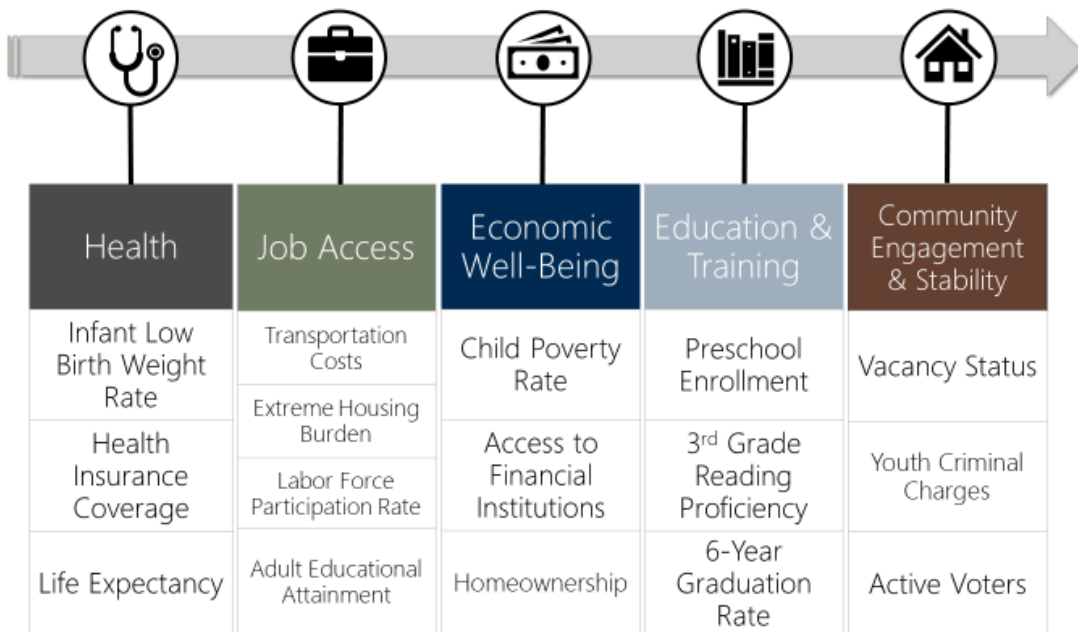 Health
Infant Low
Birth Weight
Rate
Health
Insurance
Coverage
Life Expectancy
Job Access
Transportation
Costs
Extreme Housing
Burden
Labor Force
Participation Rate
Adult Educational
Attainment
Economic
Well-Being
Child Poverty
Rate
Access to
Financial
Institutions
Homeownership
Education &
Training
Preschool
Enrollment
3rd Grade
Reading
Proficiency
6-Year
Graduation
Rate
Community
Engagement
& Stability
Vacancy Status
Youth Criminal
Charges
Active Voters